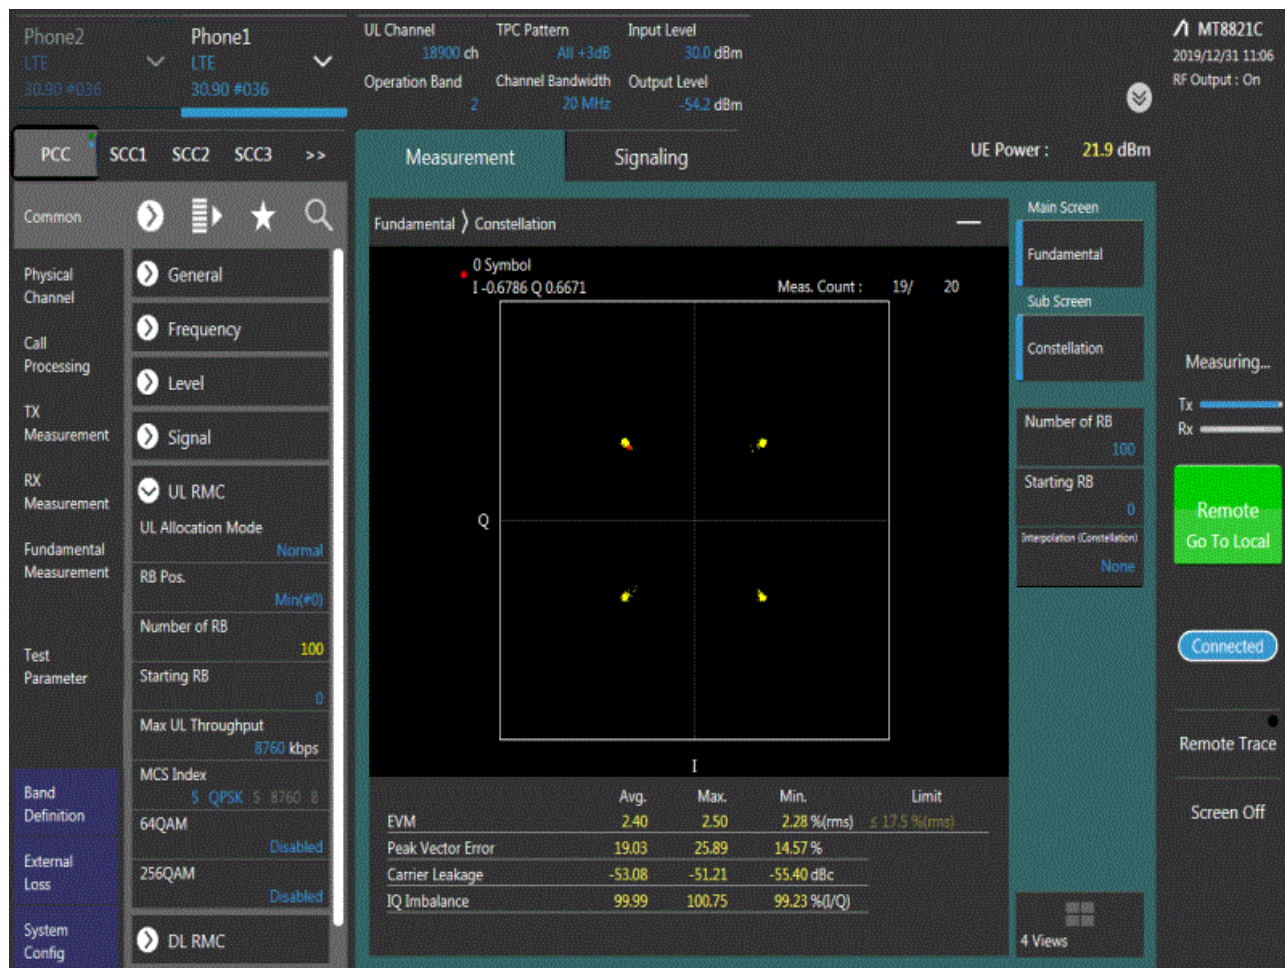 Phone2
LTE
30.90 #036
Phone1
LTE
30.90 #036
UL Channel
18900 ch
TPC Pattern
All +3dB
Input Level
30.0 dBm
Operation Band
2
Channel Bandwidth
20 MHz
Output Level
-54.2 dBm
MT8821C
2019/12/31 11:06
RF Output : On
PCC SCC1 SCC2 SCC3 >>
Measurement
Signaling
UE Power : 21.9 dBm
Common
Physical
Channel
Call
Processing
TX
Measurement
RX
Measurement
Fundamental
Measurement
Test
Parameter
Band
Definition
External
Loss
System
Config
General
Frequency
Level
Signal
UL RMC
UL Allocation Mode
Normal
RB Pos.
Min(#0)
Number of RB
100
Starting RB
0
Max UL Throughput
8760 kbps
MCS Index
5 QPSK 5 8760 8
64QAM
Disabled
256QAM
Disabled
DL RMC
Fundamental 〉 Constellation
0 Symbol
I -0.6786 Q 0.6671
Meas. Count : 19/ 20
Q
I
Avg. Max. Min. Limit
EVM 2.40 2.50 2.28 %(rms) ≤ 17.5 %(rms)
Peak Vector Error 19.03 25.89 14.57 %
Carrier Leakage -53.08 -51.21 -55.40 dBc
IQ Imbalance 99.99 100.75 99.23 %(I/Q)
Main Screen
Fundamental
Sub Screen
Constellation
Number of RB
100
Starting RB
0
Interpolation (Constellation)
None
4 Views
Measuring...
Tx
Rx
Remote
Go To Local
Connected
Remote Trace
Screen Off